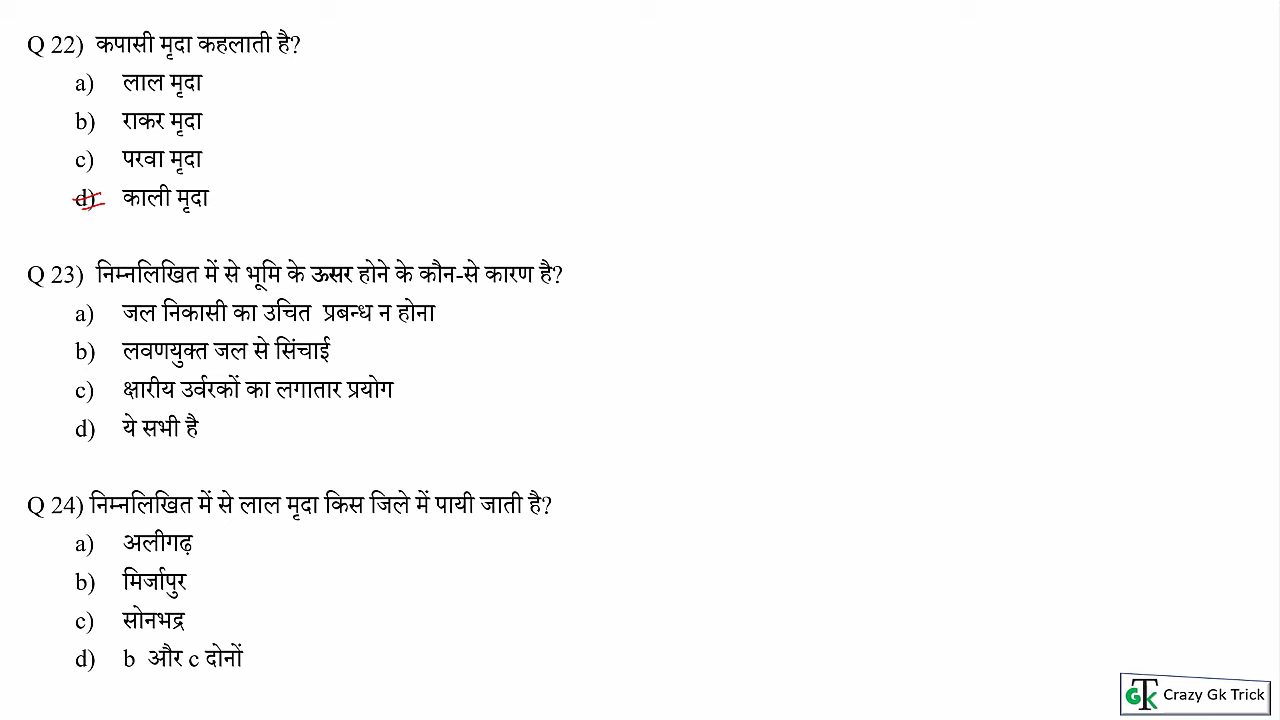 Q 22) कपासी मृदा कहलाती है?
a) लाल मृदा
b) राकर मृदा
c) परवा मृदा
d) काली मृदा
Q 23) निम्नलिखित में से भूमि के ऊसर होने के कौन-से कारण है?
a) जल निकासी का उचित प्रबन्ध न होना
b) लवणयुक्त जल से सिंचाई
c) क्षारीय उर्वरकों का लगातार प्रयोग
d) ये सभी है
Q 24) निम्नलिखित में से लाल मृदा किस जिले में पायी जाती है?
a) अलीगढ़
b) मिर्जापुर
c) सोनभद्र
d) b और c दोनों
GTK Crazy Gk Trick